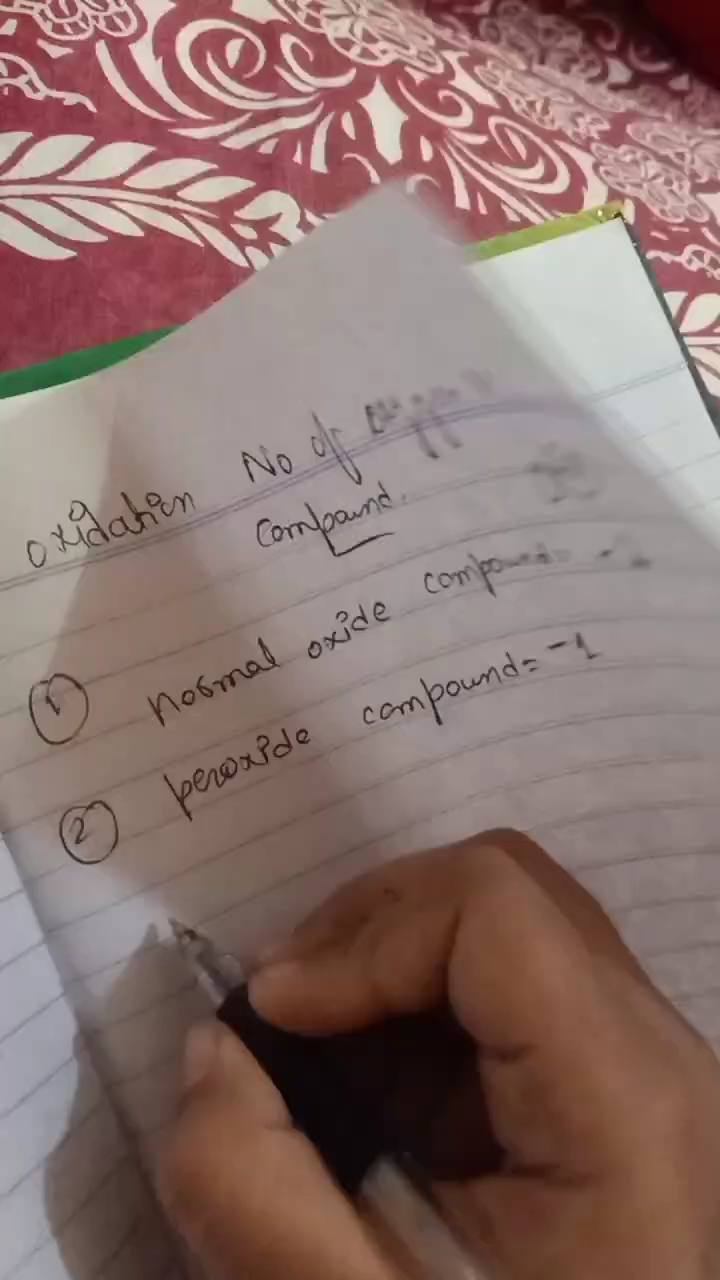 oxidation No of
compound.
① normal oxide compound=
② peroxide compound= -1